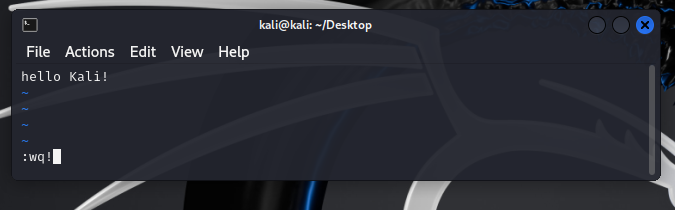 kali@kali: ~/Desktop
File Actions Edit View Help
hello Kali!
~
~
~
~
:wq!